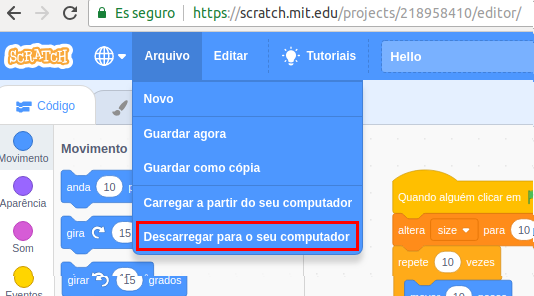 Es seguro https://scratch.mit.edu/projects/218958410/editor/
SCRATCH Arquivo Editar Tutoriais Hello
Novo
Guardar agora
Guardar como cópia
Carregar a partir do seu computador
Descarregar para o seu computador
Código
Movimento
Aparência
Som
Eventos
Movimento
anda 10
gira 15
girar 15 grados
Quando alguém clicar em
altera size para 10
repete 10 vezes
10